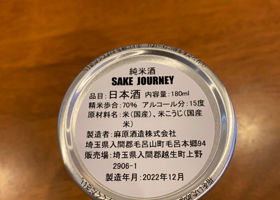 純米酒
SAKE JOURNEY
品目:日本酒 内容量:180ml
精米歩合:70% アルコール分:15度
原材料名:米(国産)、米こうじ(国産
米)
製造者:麻原酒造株式会社
埼玉県入間郡毛呂山町毛呂本郷94
販売場:埼玉県入間郡越生町上野
2906-1
製造年月:2022年12月